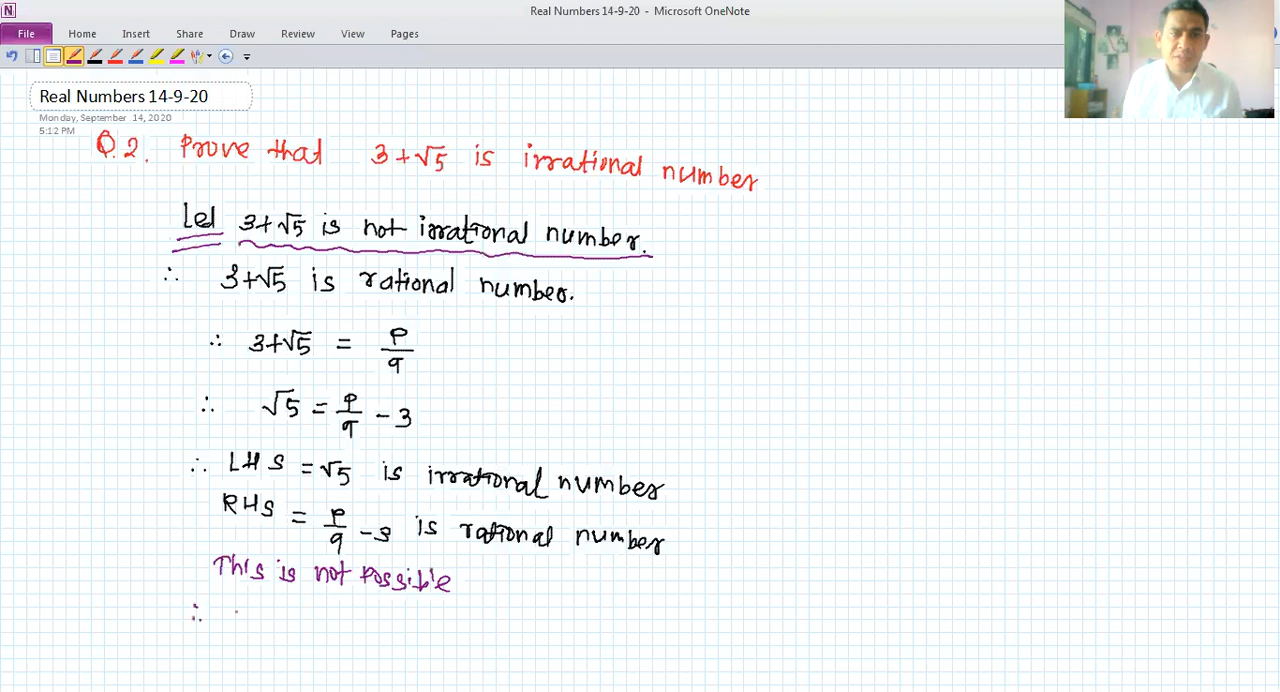 Real Numbers 14-9-20 - Microsoft OneNote
File Home Insert Share Draw Review View Pages
Real Numbers 14-9-20
Monday, September 14, 2020
5:12 PM
Q.2. Prove that 3+√5 is irrational number
Let 3+√5 is not irrational number.
∴ 3+√5 is rational number.
∴ 3+√5 = p/q
∴ √5 = p/q - 3
∴ LHS = √5 is irrational number
RHS = p/q - 3 is rational number
This is not possible
∴